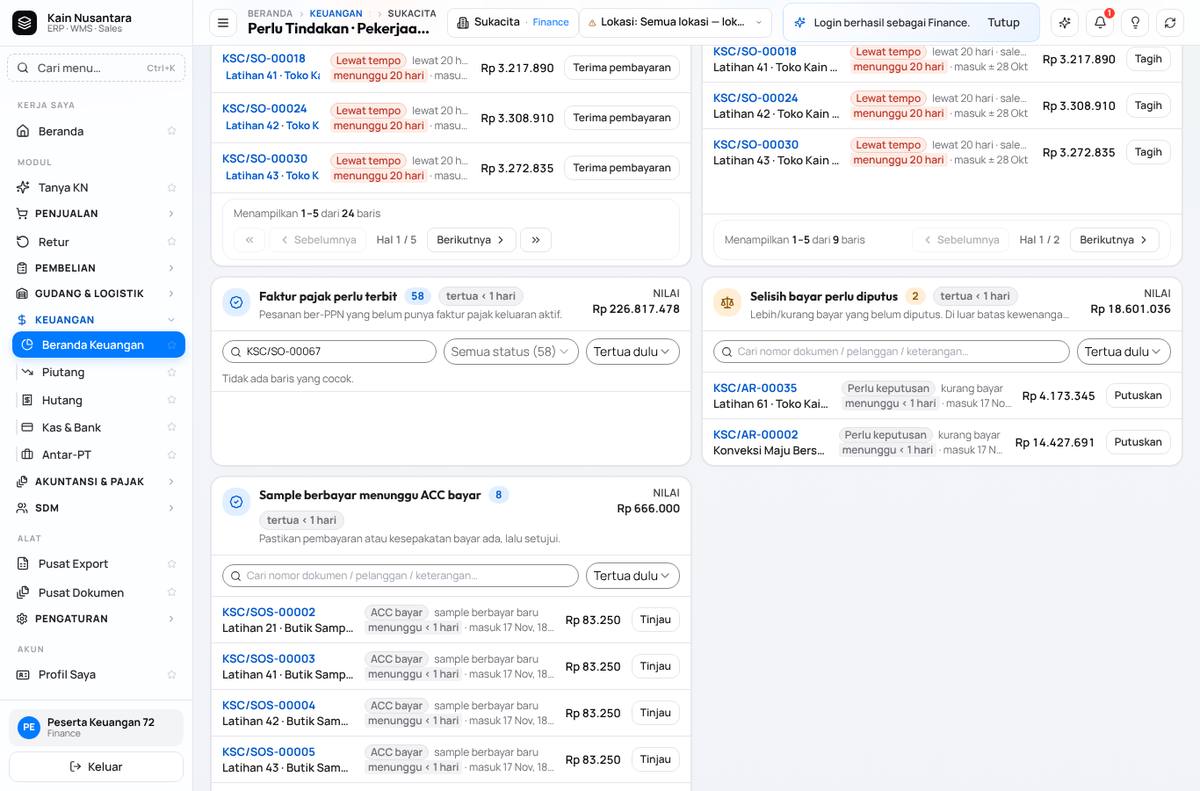 Kain Nusantara
ERP · WMS · Sales
Cari menu... Ctrl+K
KERJA SAYA
Beranda
MODUL
Tanya KN
PENJUALAN
Retur
PEMBELIAN
GUDANG & LOGISTIK
KEUANGAN
Beranda Keuangan
Piutang
Hutang
Kas & Bank
Antar-PT
AKUNTANSI & PAJAK
SDM
ALAT
Pusat Export
Pusat Dokumen
PENGATURAN
AKUN
Profil Saya
PE Peserta Keuangan 72
Finance
Keluar
BERANDA › KEUANGAN › SUKACITA
Perlu Tindakan · Pekerjaa...
Sukacita · Finance
Lokasi: Semua lokasi — lok...
Login berhasil sebagai Finance. Tutup
1
KSC/SO-00018 Lewat tempo lewat 20 h...
Latihan 41 · Toko Ka menunggu 20 hari · masu... Rp 3.217.890 Terima pembayaran
KSC/SO-00024 Lewat tempo lewat 20 h...
Latihan 42 · Toko K menunggu 20 hari · masu... Rp 3.308.910 Terima pembayaran
KSC/SO-00030 Lewat tempo lewat 20 h...
Latihan 43 · Toko K menunggu 20 hari · masu... Rp 3.272.835 Terima pembayaran
Menampilkan 1–5 dari 24 baris
« ‹ Sebelumnya Hal 1 / 5 Berikutnya › »
KSC/SO-00018 Lewat tempo lewat 20 hari · sale...
Latihan 41 · Toko Kain ... menunggu 20 hari · masuk ± 28 Okt Rp 3.217.890 Tagih
KSC/SO-00024 Lewat tempo lewat 20 hari · sale...
Latihan 42 · Toko Kain ... menunggu 20 hari · masuk ± 28 Okt Rp 3.308.910 Tagih
KSC/SO-00030 Lewat tempo lewat 20 hari · sale...
Latihan 43 · Toko Kain ... menunggu 20 hari · masuk ± 28 Okt Rp 3.272.835 Tagih
Menampilkan 1–5 dari 9 baris ‹ Sebelumnya Hal 1 / 2 Berikutnya ›
Faktur pajak perlu terbit 58 tertua < 1 hari NILAI
Pesanan ber-PPN yang belum punya faktur pajak keluaran aktif. Rp 226.817.478
KSC/SO-00067 Semua status (58) Tertua dulu
Tidak ada baris yang cocok.
Selisih bayar perlu diputus 2 tertua < 1 hari NILAI
Lebih/kurang bayar yang belum diputus. Di luar batas kewenanga... Rp 18.601.036
Cari nomor dokumen / pelanggan / keterangan... Tertua dulu
KSC/AR-00035 Perlu keputusan kurang bayar
Latihan 61 · Toko Kai... menunggu < 1 hari · masuk 17 No... Rp 4.173.345 Putuskan
KSC/AR-00002 Perlu keputusan kurang bayar
Konveksi Maju Bers... menunggu < 1 hari · masuk 17 N... Rp 14.427.691 Putuskan
Sample berbayar menunggu ACC bayar 8 NILAI
tertua < 1 hari Rp 666.000
Pastikan pembayaran atau kesepakatan bayar ada, lalu setujui.
Cari nomor dokumen / pelanggan / keterangan... Tertua dulu
KSC/SOS-00002 ACC bayar sample berbayar baru
Latihan 21 · Butik Samp... menunggu < 1 hari · masuk 17 Nov, 18... Rp 83.250 Tinjau
KSC/SOS-00003 ACC bayar sample berbayar baru
Latihan 41 · Butik Samp... menunggu < 1 hari · masuk 17 Nov, 18... Rp 83.250 Tinjau
KSC/SOS-00004 ACC bayar sample berbayar baru
Latihan 42 · Butik Sam... menunggu < 1 hari · masuk 17 Nov, 18... Rp 83.250 Tinjau
KSC/SOS-00005 ACC bayar sample berbayar baru
Latihan 43 · Butik Sam... menunggu < 1 hari · masuk 17 Nov, 18... Rp 83.250 Tinjau